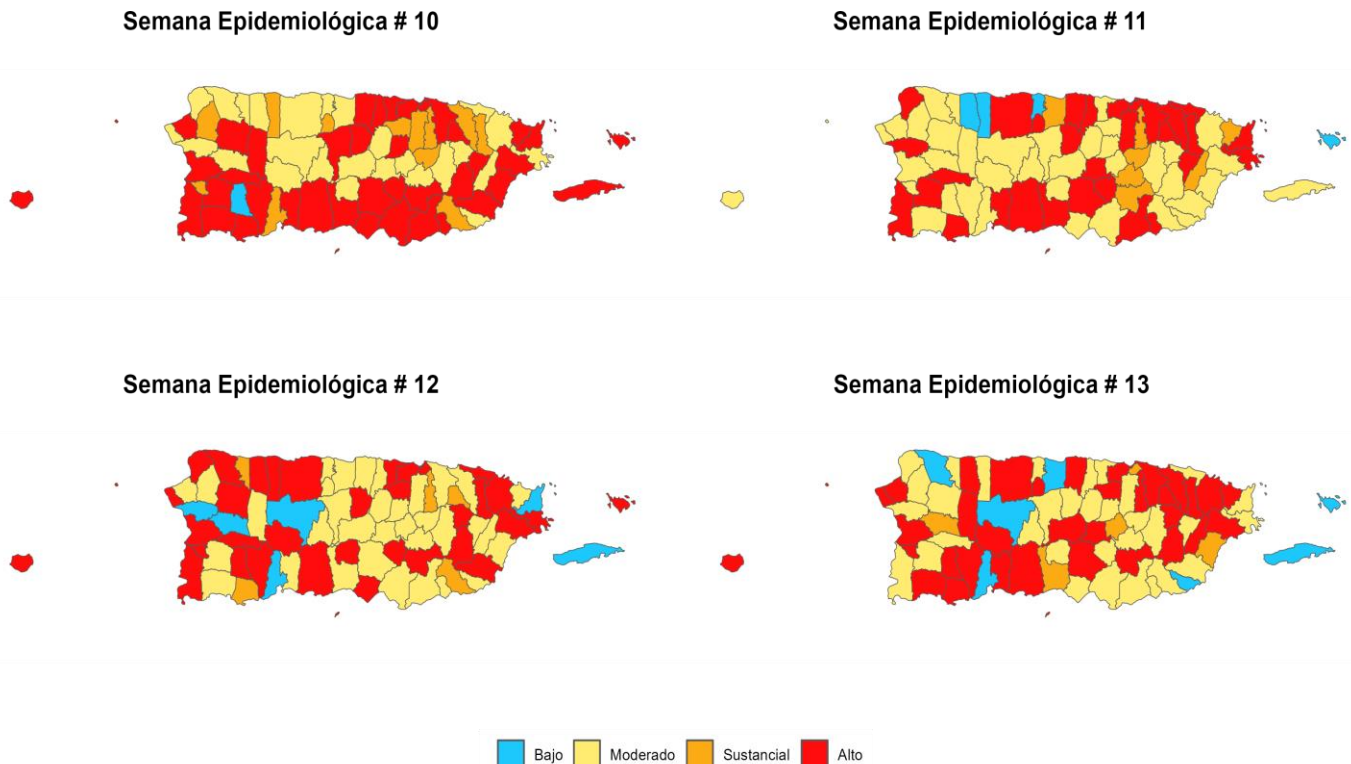 Semana Epidemiológica # 10
Semana Epidemiológica # 11
Semana Epidemiológica # 12
Semana Epidemiológica # 13
Bajo Moderado Sustancial Alto